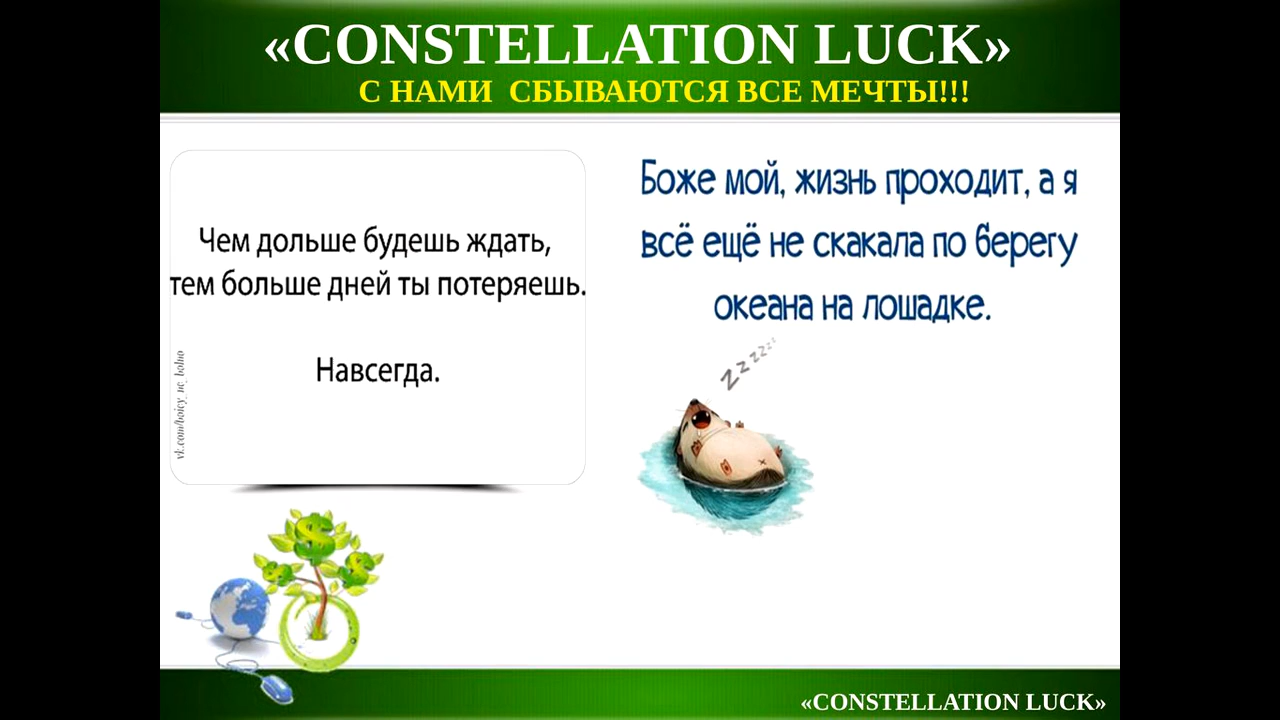 «CONSTELLATION LUCK»
С НАМИ СБЫВАЮТСЯ ВСЕ МЕЧТЫ!!!
Чем дольше будешь ждать,
тем больше дней ты потеряешь.
Навсегда.
Боже мой, жизнь проходит, а я
всё ещё не скакала по берегу
океана на лошадке.
Z z z z z z
«CONSTELLATION LUCK»